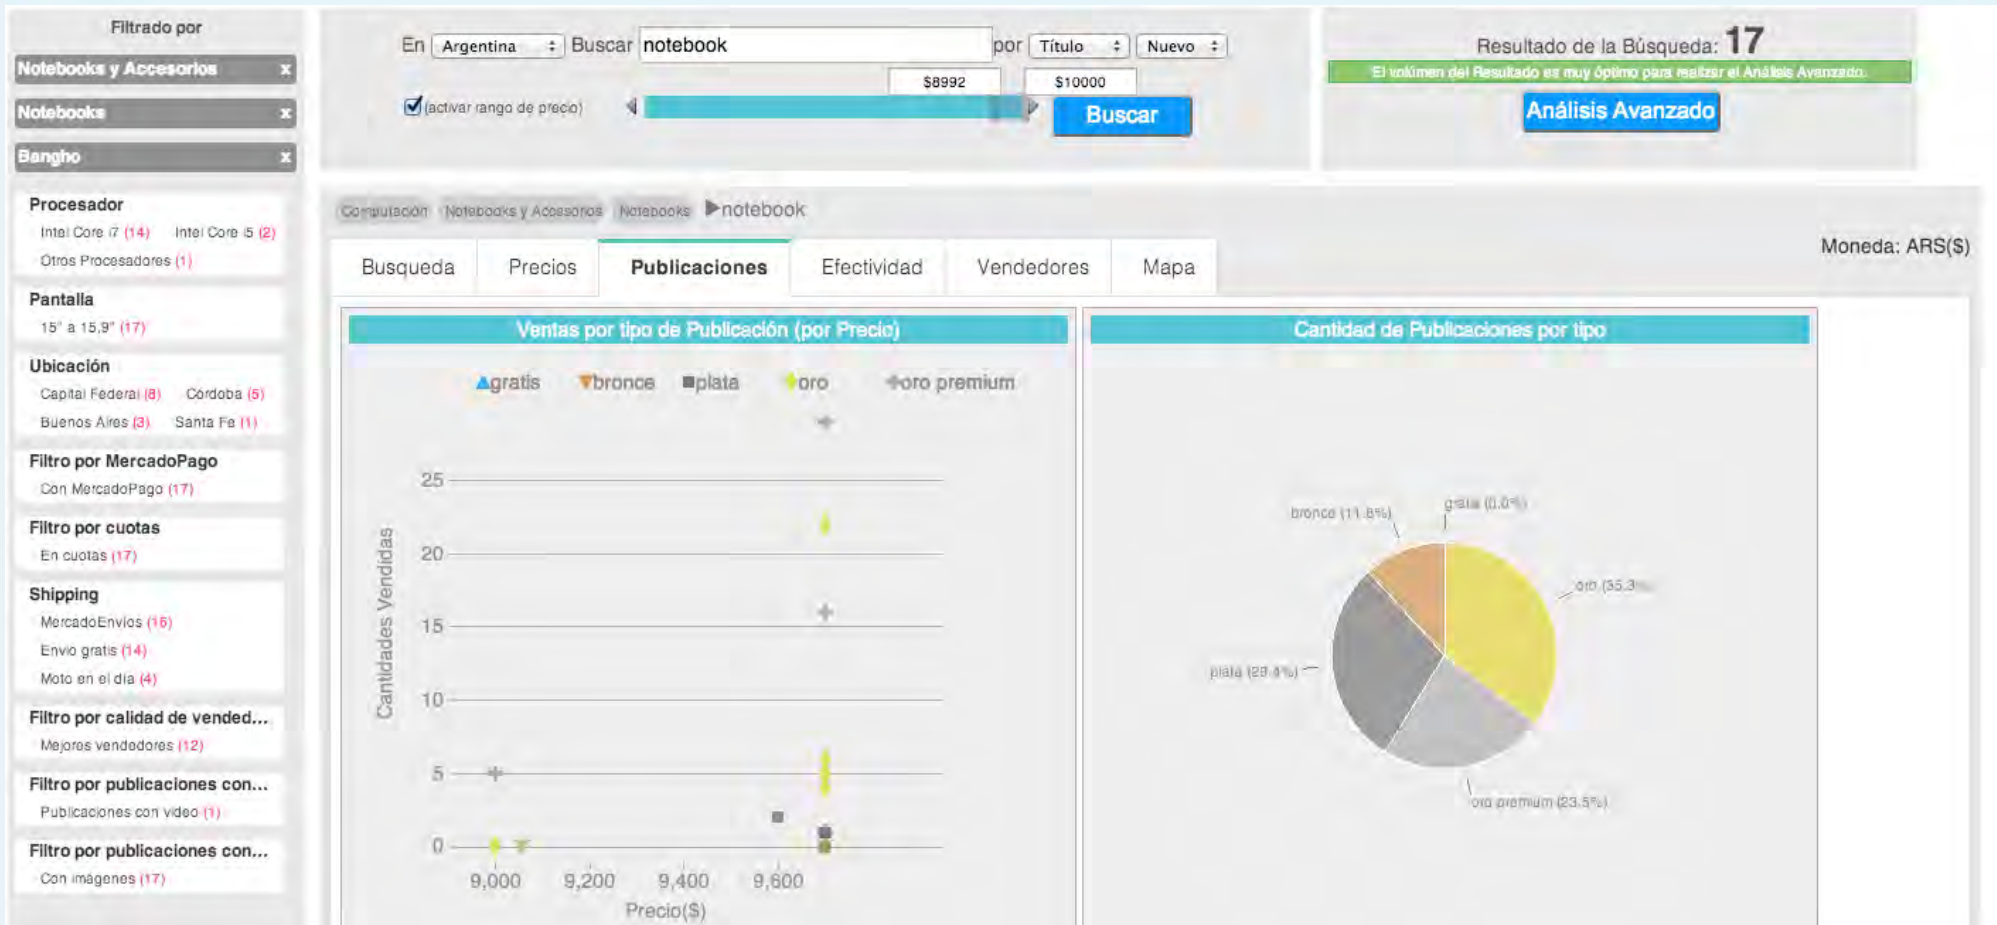 Filtrado por
Notebooks y Accesorios x
Notebooks x
Bangho x
Procesador
Intel Core i7 (14) Intel Core i5 (2)
Otros Procesadores (1)
Pantalla
15" a 15,9" (17)
Ubicación
Capital Federal (8) Córdoba (5)
Buenos Aires (3) Santa Fe (1)
Filtro por MercadoPago
Con MercadoPago (17)
Filtro por cuotas
En cuotas (17)
Shipping
MercadoEnvios (16)
Envio gratis (14)
Moto en el dia (4)
Filtro por calidad de vended...
Mejores vendedores (12)
Filtro por publicaciones con...
Publicaciones con video (1)
Filtro por publicaciones con...
Con imagenes (17)
En Argentina Buscar notebook por Título Nuevo
$8992 $10000
(activar rango de precio)
Buscar
Resultado de la Búsqueda: 17
El volúmen del Resultado es muy óptimo para realizar el Análisis Avanzado.
Análisis Avanzado
Computación Notebooks y Accesorios Notebooks ▶notebook
Moneda: ARS($)
Busqueda Precios Publicaciones Efectividad Vendedores Mapa
Ventas por tipo de Publicación (por Precio)
gratis bronce plata oro oro premium
Cantidades Vendidas
25
20
15
10
5
0
9,000 9,200 9,400 9,600
Precio($)
Cantidad de Publicaciones por tipo
bronce (11.8%) gratis (0.0%)
oro (35.3%
plata (29.4%)
oro premium (23.5%)